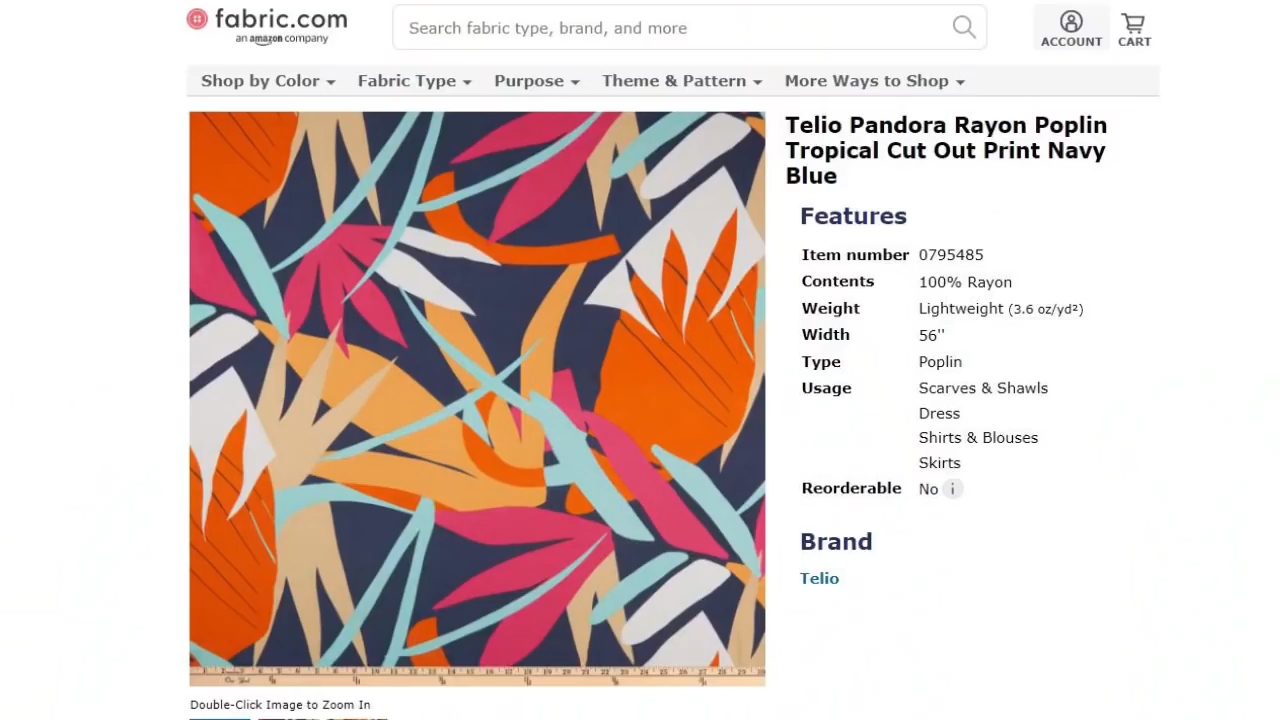 fabric.com
an amazon company
Search fabric type, brand, and more
ACCOUNT
CART
Shop by Color
Fabric Type
Purpose
Theme & Pattern
More Ways to Shop
Telio Pandora Rayon Poplin
Tropical Cut Out Print Navy
Blue
Features
Item number 0795485
Contents 100% Rayon
Weight Lightweight (3.6 oz/yd²)
Width 56''
Type Poplin
Usage Scarves & Shawls
Dress
Shirts & Blouses
Skirts
Reorderable No i
Brand
Telio
Double-Click Image to Zoom In